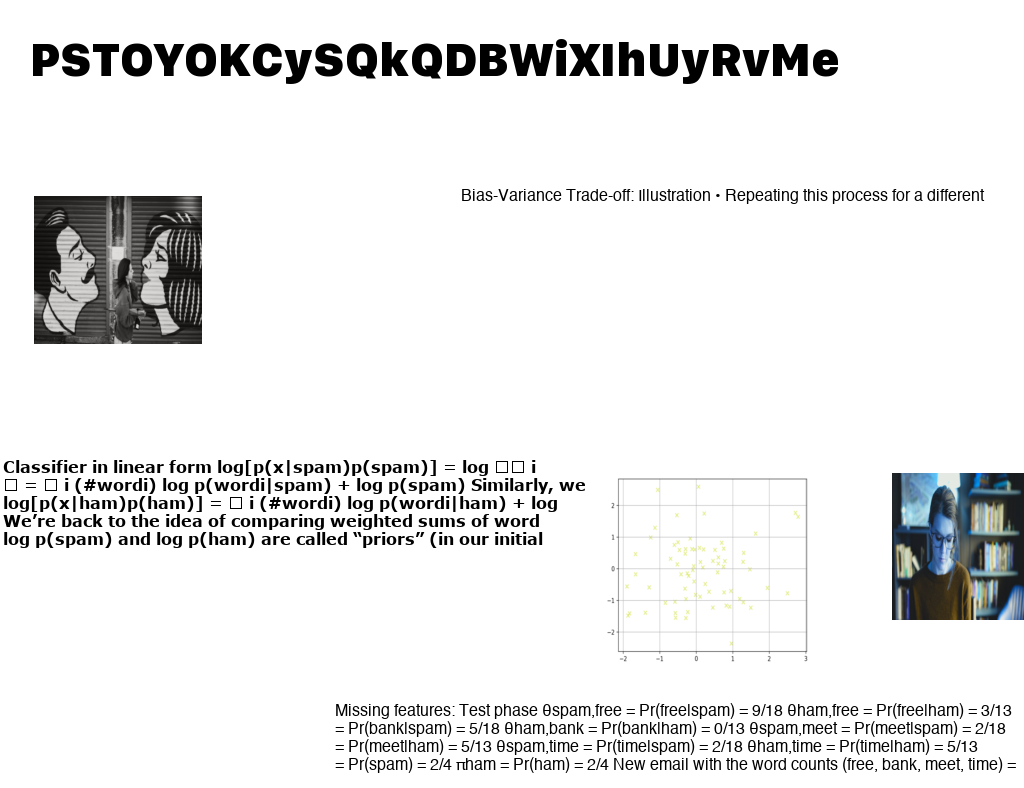 PSTOYOKCySQkQDBWiXIhUyRvMe
Bias-Variance Trade-off: Illustration • Repeating this process for a different
Classifier in linear form log[p(x|spam)p(spam)] = log □□ i
□ = □ i (#wordi) log p(wordi|spam) + log p(spam) Similarly, we
log[p(x|ham)p(ham)] = □ i (#wordi) log p(wordi|ham) + log
We’re back to the idea of comparing weighted sums of word
log p(spam) and log p(ham) are called “priors” (in our initial
2
1
0
−1
−2
−2 −1 0 1 2 3
Missing features: Test phase θspam,free = Pr(free|spam) = 9/18 θham,free = Pr(free|ham) = 3/13
= Pr(bank|spam) = 5/18 θham,bank = Pr(bank|ham) = 0/13 θspam,meet = Pr(meet|spam) = 2/18
= Pr(meet|ham) = 5/13 θspam,time = Pr(time|spam) = 2/18 θham,time = Pr(time|ham) = 5/13
= Pr(spam) = 2/4 πham = Pr(ham) = 2/4 New email with the word counts (free, bank, meet, time) =